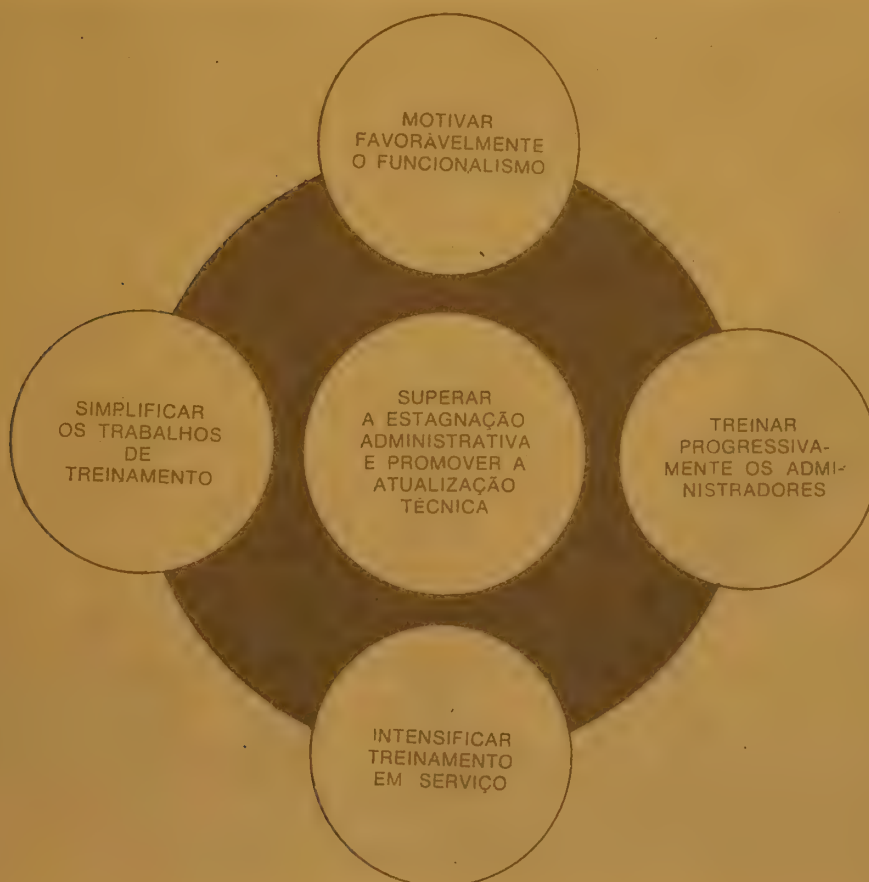 MOTIVAR
FAVORÀVELMENTE
O FUNCIONALISMO
SIMPLIFICAR
OS TRABALHOS
DE
TREINAMENTO
SUPERAR
A ESTAGNAÇÃO
ADMINISTRATIVA
E PROMOVER A
ATUALIZAÇÃO
TÉCNICA
TREINAR
PROGRESSIVA-
MENTE OS ADMI-
NISTRADORES
INTENSIFICAR
TREINAMENTO
EM SERVIÇO